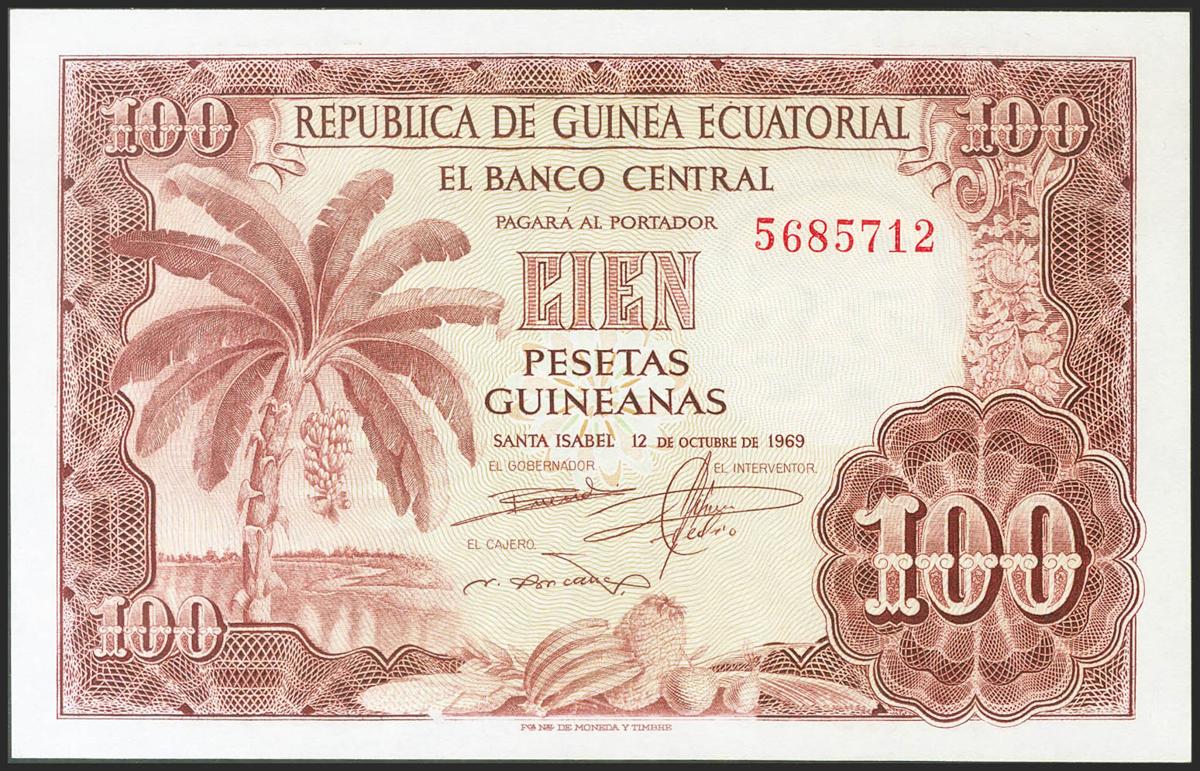 100 REPUBLICA DE GUINEA ECUATORIAL 100
EL BANCO CENTRAL
PAGARÁ AL PORTADOR
5685712
CIEN
PESETAS
GUINEANAS
SANTA ISABEL 12 DE OCTUBRE DE 1969
EL GOBERNADOR EL INTERVENTOR.
EL CAJERO.
100
100
FCA NAL DE MONEDA Y TIMBRE